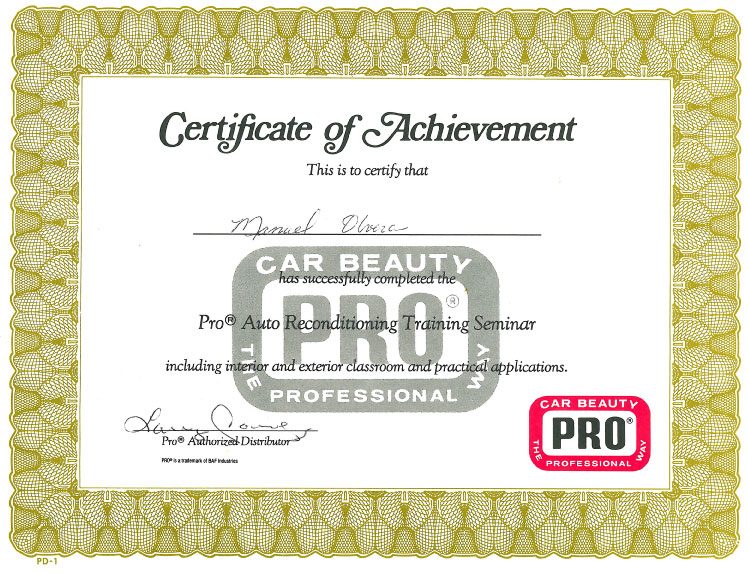 Certificate of Achievement
This is to certify that
Manuel Olvera
CAR BEAUTY
has successfully completed the
PRO®
Pro® Auto Reconditioning Training Seminar
including interior and exterior classroom and practical applications.
THE PROFESSIONAL WAY
CAR BEAUTY
PRO®
THE PROFESSIONAL WAY
Larry
Pro® Authorized Distributor
PRO® is a trademark of BAF Industries
PD-1